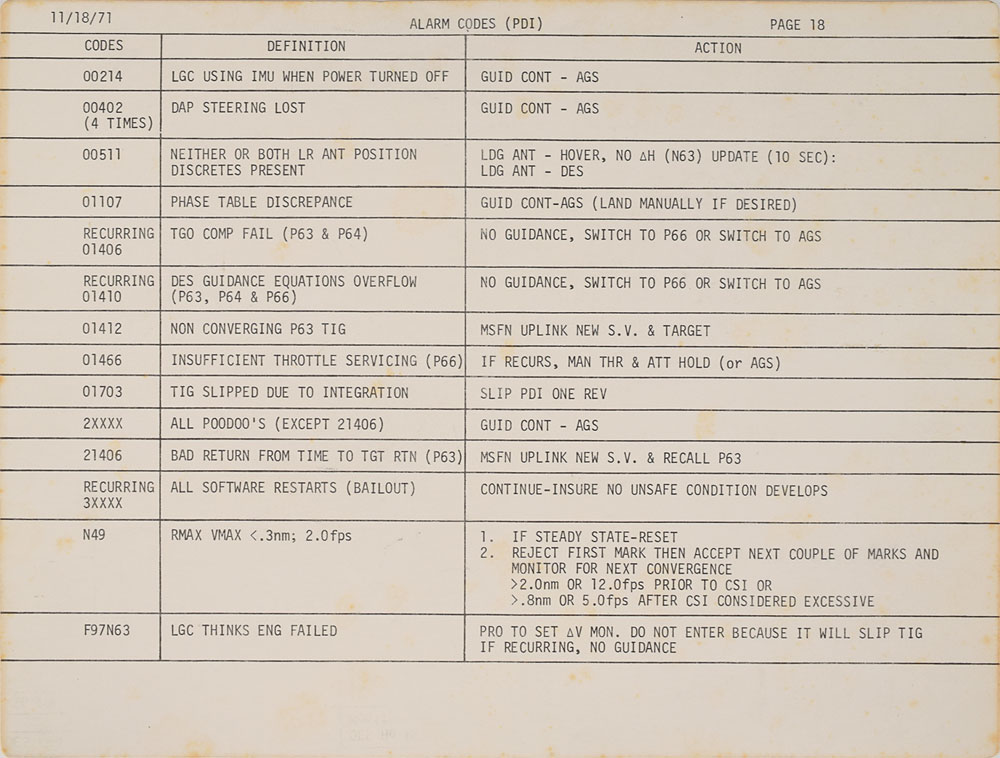 11/18/71
ALARM CODES (PDI)
PAGE 18
CODES DEFINITION ACTION
00214 LGC USING IMU WHEN POWER TURNED OFF GUID CONT - AGS
00402 DAP STEERING LOST GUID CONT - AGS
(4 TIMES)
00511 NEITHER OR BOTH LR ANT POSITION LDG ANT - HOVER, NO ΔH (N63) UPDATE (10 SEC):
DISCRETES PRESENT LDG ANT - DES
01107 PHASE TABLE DISCREPANCE GUID CONT-AGS (LAND MANUALLY IF DESIRED)
RECURRING TGO COMP FAIL (P63 & P64) NO GUIDANCE, SWITCH TO P66 OR SWITCH TO AGS
01406
RECURRING DES GUIDANCE EQUATIONS OVERFLOW NO GUIDANCE, SWITCH TO P66 OR SWITCH TO AGS
01410 (P63, P64 & P66)
01412 NON CONVERGING P63 TIG MSFN UPLINK NEW S.V. & TARGET
01466 INSUFFICIENT THROTTLE SERVICING (P66) IF RECURS, MAN THR & ATT HOLD (or AGS)
01703 TIG SLIPPED DUE TO INTEGRATION SLIP PDI ONE REV
2XXXX ALL POODOO'S (EXCEPT 21406) GUID CONT - AGS
21406 BAD RETURN FROM TIME TO TGT RTN (P63) MSFN UPLINK NEW S.V. & RECALL P63
RECURRING ALL SOFTWARE RESTARTS (BAILOUT) CONTINUE-INSURE NO UNSAFE CONDITION DEVELOPS
3XXXX
N49 RMAX VMAX <.3nm; 2.0fps 1. IF STEADY STATE-RESET
2. REJECT FIRST MARK THEN ACCEPT NEXT COUPLE OF MARKS AND
MONITOR FOR NEXT CONVERGENCE
>2.0nm OR 12.0fps PRIOR TO CSI OR
>.8nm OR 5.0fps AFTER CSI CONSIDERED EXCESSIVE
F97N63 LGC THINKS ENG FAILED PRO TO SET ΔV MON. DO NOT ENTER BECAUSE IT WILL SLIP TIG
IF RECURRING, NO GUIDANCE